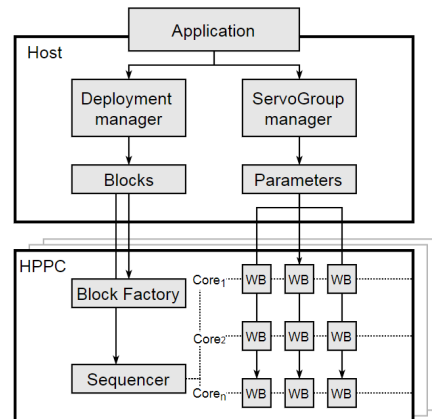 Application
Host
Deployment
manager
ServoGroup
manager
Blocks
Parameters
HPPC
Block Factory
Core1 WB WB WB
Core2 WB WB WB
Sequencer
Coren WB WB WB